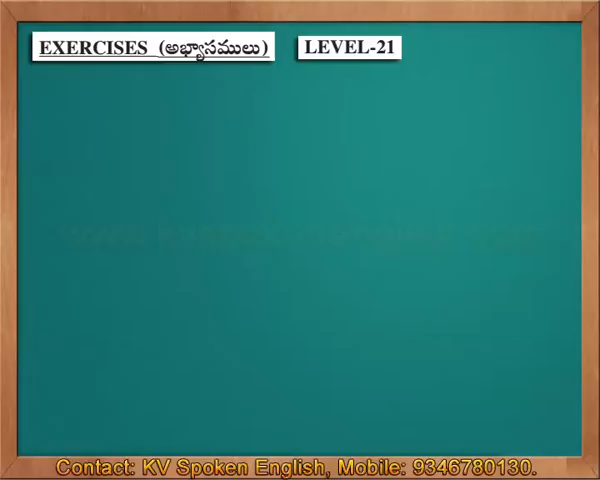 EXERCISES (అభ్యాసములు) LEVEL-21
Contact: KV Spoken English, Mobile: 9346780130.